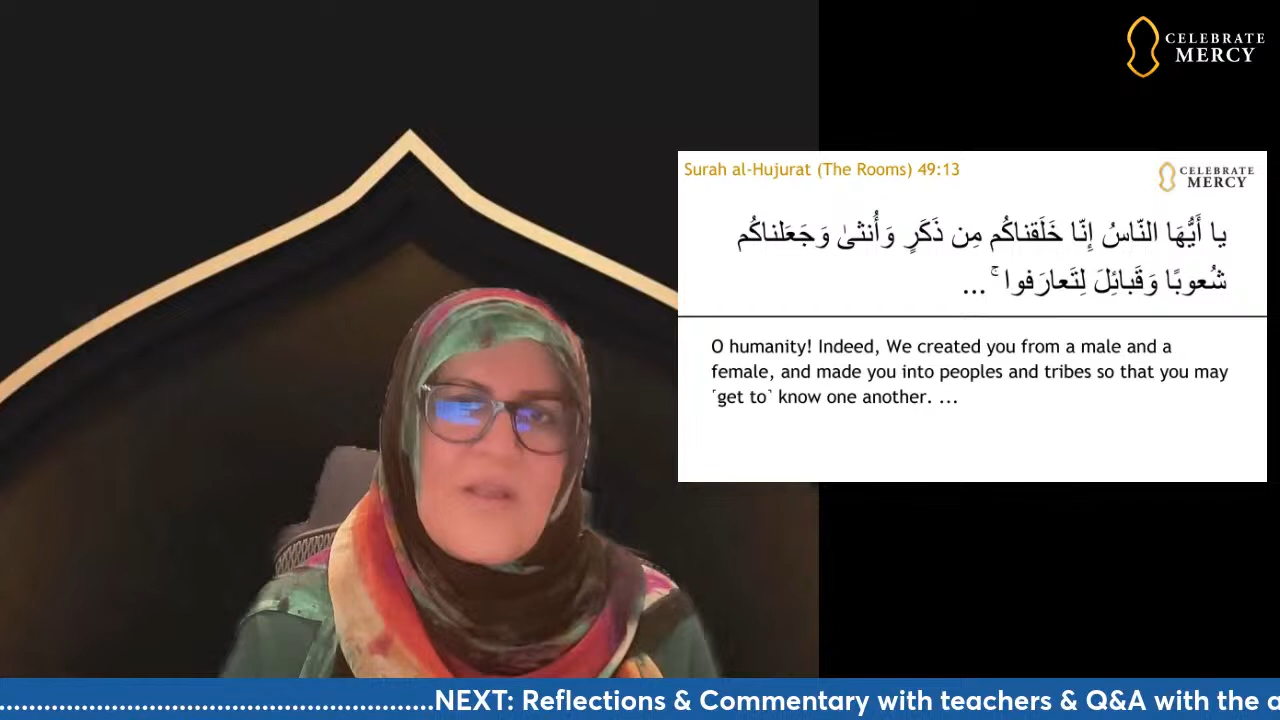 CELEBRATE
MERCY
Surah al-Hujurat (The Rooms) 49:13
CELEBRATE
MERCY
يا أَيُّهَا النّاسُ إِنّا خَلَقناكُم مِن ذَكَرٍ وَأُنثىٰ وَجَعَلناكُم
شُعوبًا وَقَبائِلَ لِتَعارَفوا ۚ ...
O humanity! Indeed, We created you from a male and a
female, and made you into peoples and tribes so that you may
˹get to˺ know one another. ...
..........................................................NEXT: Reflections & Commentary with teachers & Q&A with the